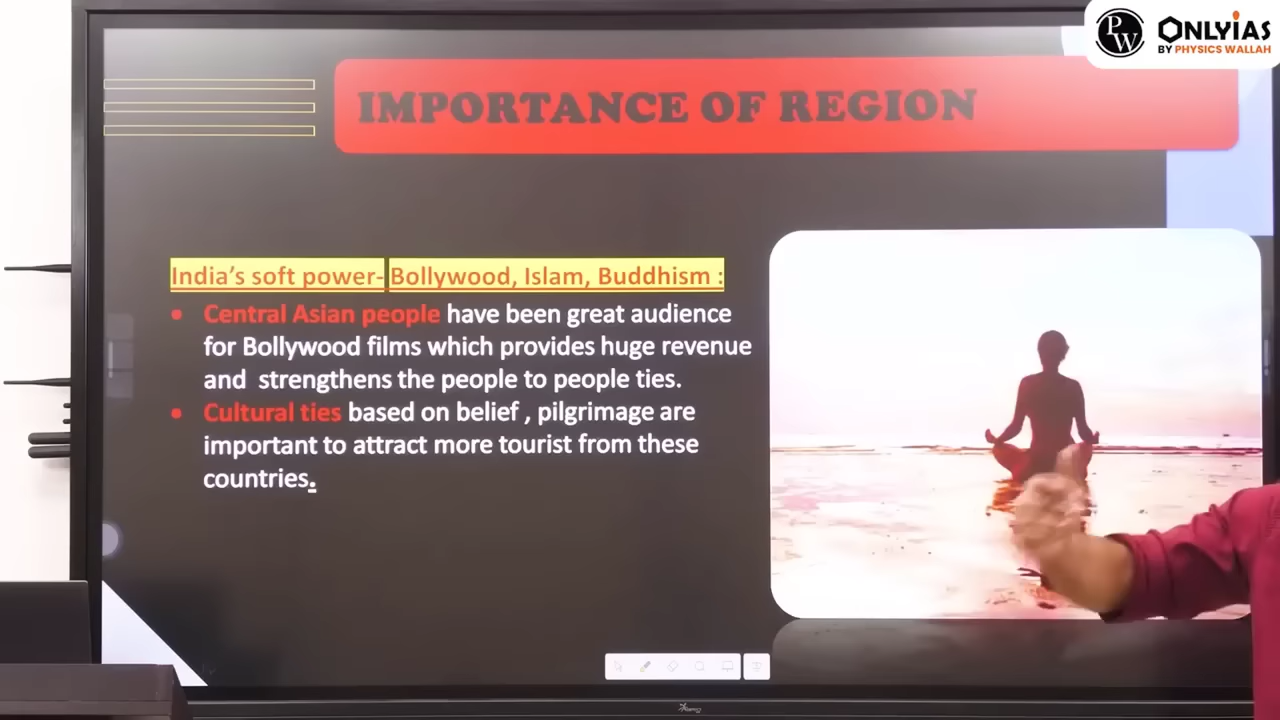 PW
ONLYIAS
BY PHYSICS WALLAH
IMPORTANCE OF REGION
India's soft power- Bollywood, Islam, Buddhism :
• Central Asian people have been great audience
for Bollywood films which provides huge revenue
and strengthens the people to people ties.
• Cultural ties based on belief , pilgrimage are
important to attract more tourist from these
countries.